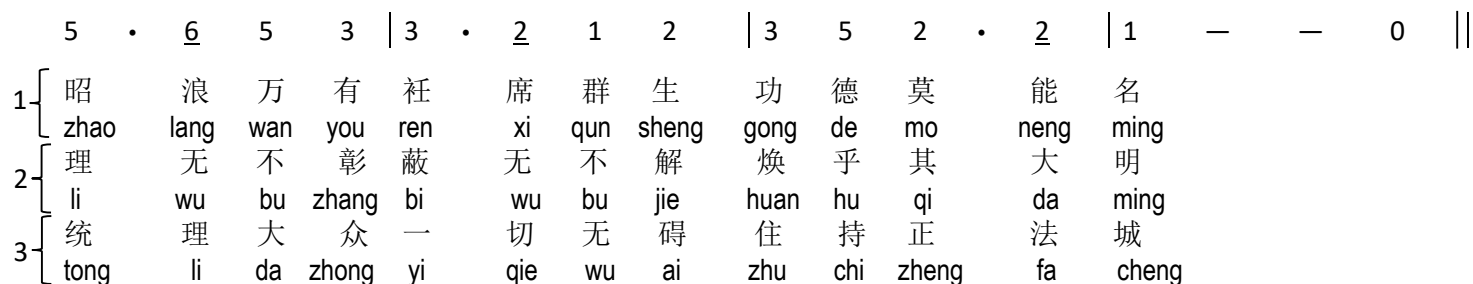 5 · 6 5 3 | 3 · 2 1 2 | 3 5 2 · 2 | 1 — — 0 ||
1 昭 浪 万 有 衽 席 群 生 功 德 莫 能 名
zhao lang wan you ren xi qun sheng gong de mo neng ming
2 理 无 不 彰 蔽 无 不 解 焕 乎 其 大 明
li wu bu zhang bi wu bu jie huan hu qi da ming
3 统 理 大 众 一 切 无 碍 住 持 正 法 城
tong li da zhong yi qie wu ai zhu chi zheng fa cheng